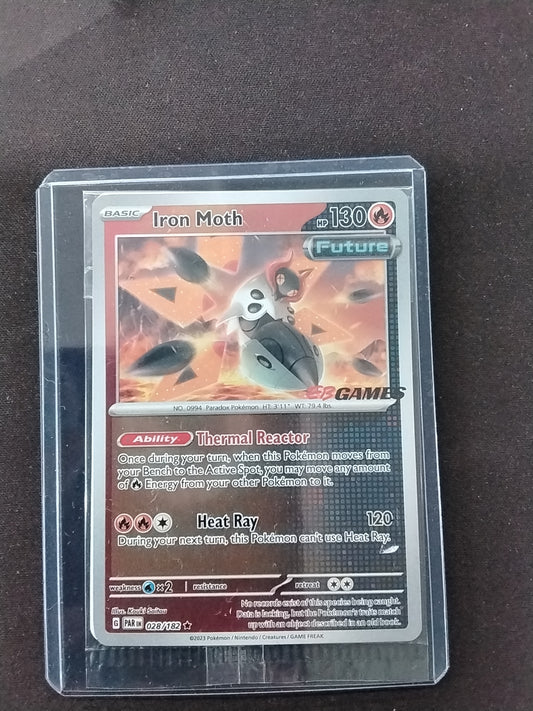 BASIC Iron Moth HP 130
Future
EB GAMES
NO. 0994 Paradox Pokémon HT: 3'11" WT: 79.4 lbs.
Ability Thermal Reactor
Once during your turn, when this Pokémon moves from
your Bench to the Active Spot, you may move any amount
of Energy from your other Pokémon to it.
Heat Ray 120
During your next turn, this Pokémon can't use Heat Ray.
weakness ×2 resistance retreat
Illus. Kouki Saitou
No records exist of this species being caught.
Data is lacking, but the Pokémon's traits match
up with an object described in an old book.
G PAR EN 028/182 ★
©2023 Pokémon / Nintendo / Creatures / GAME FREAK